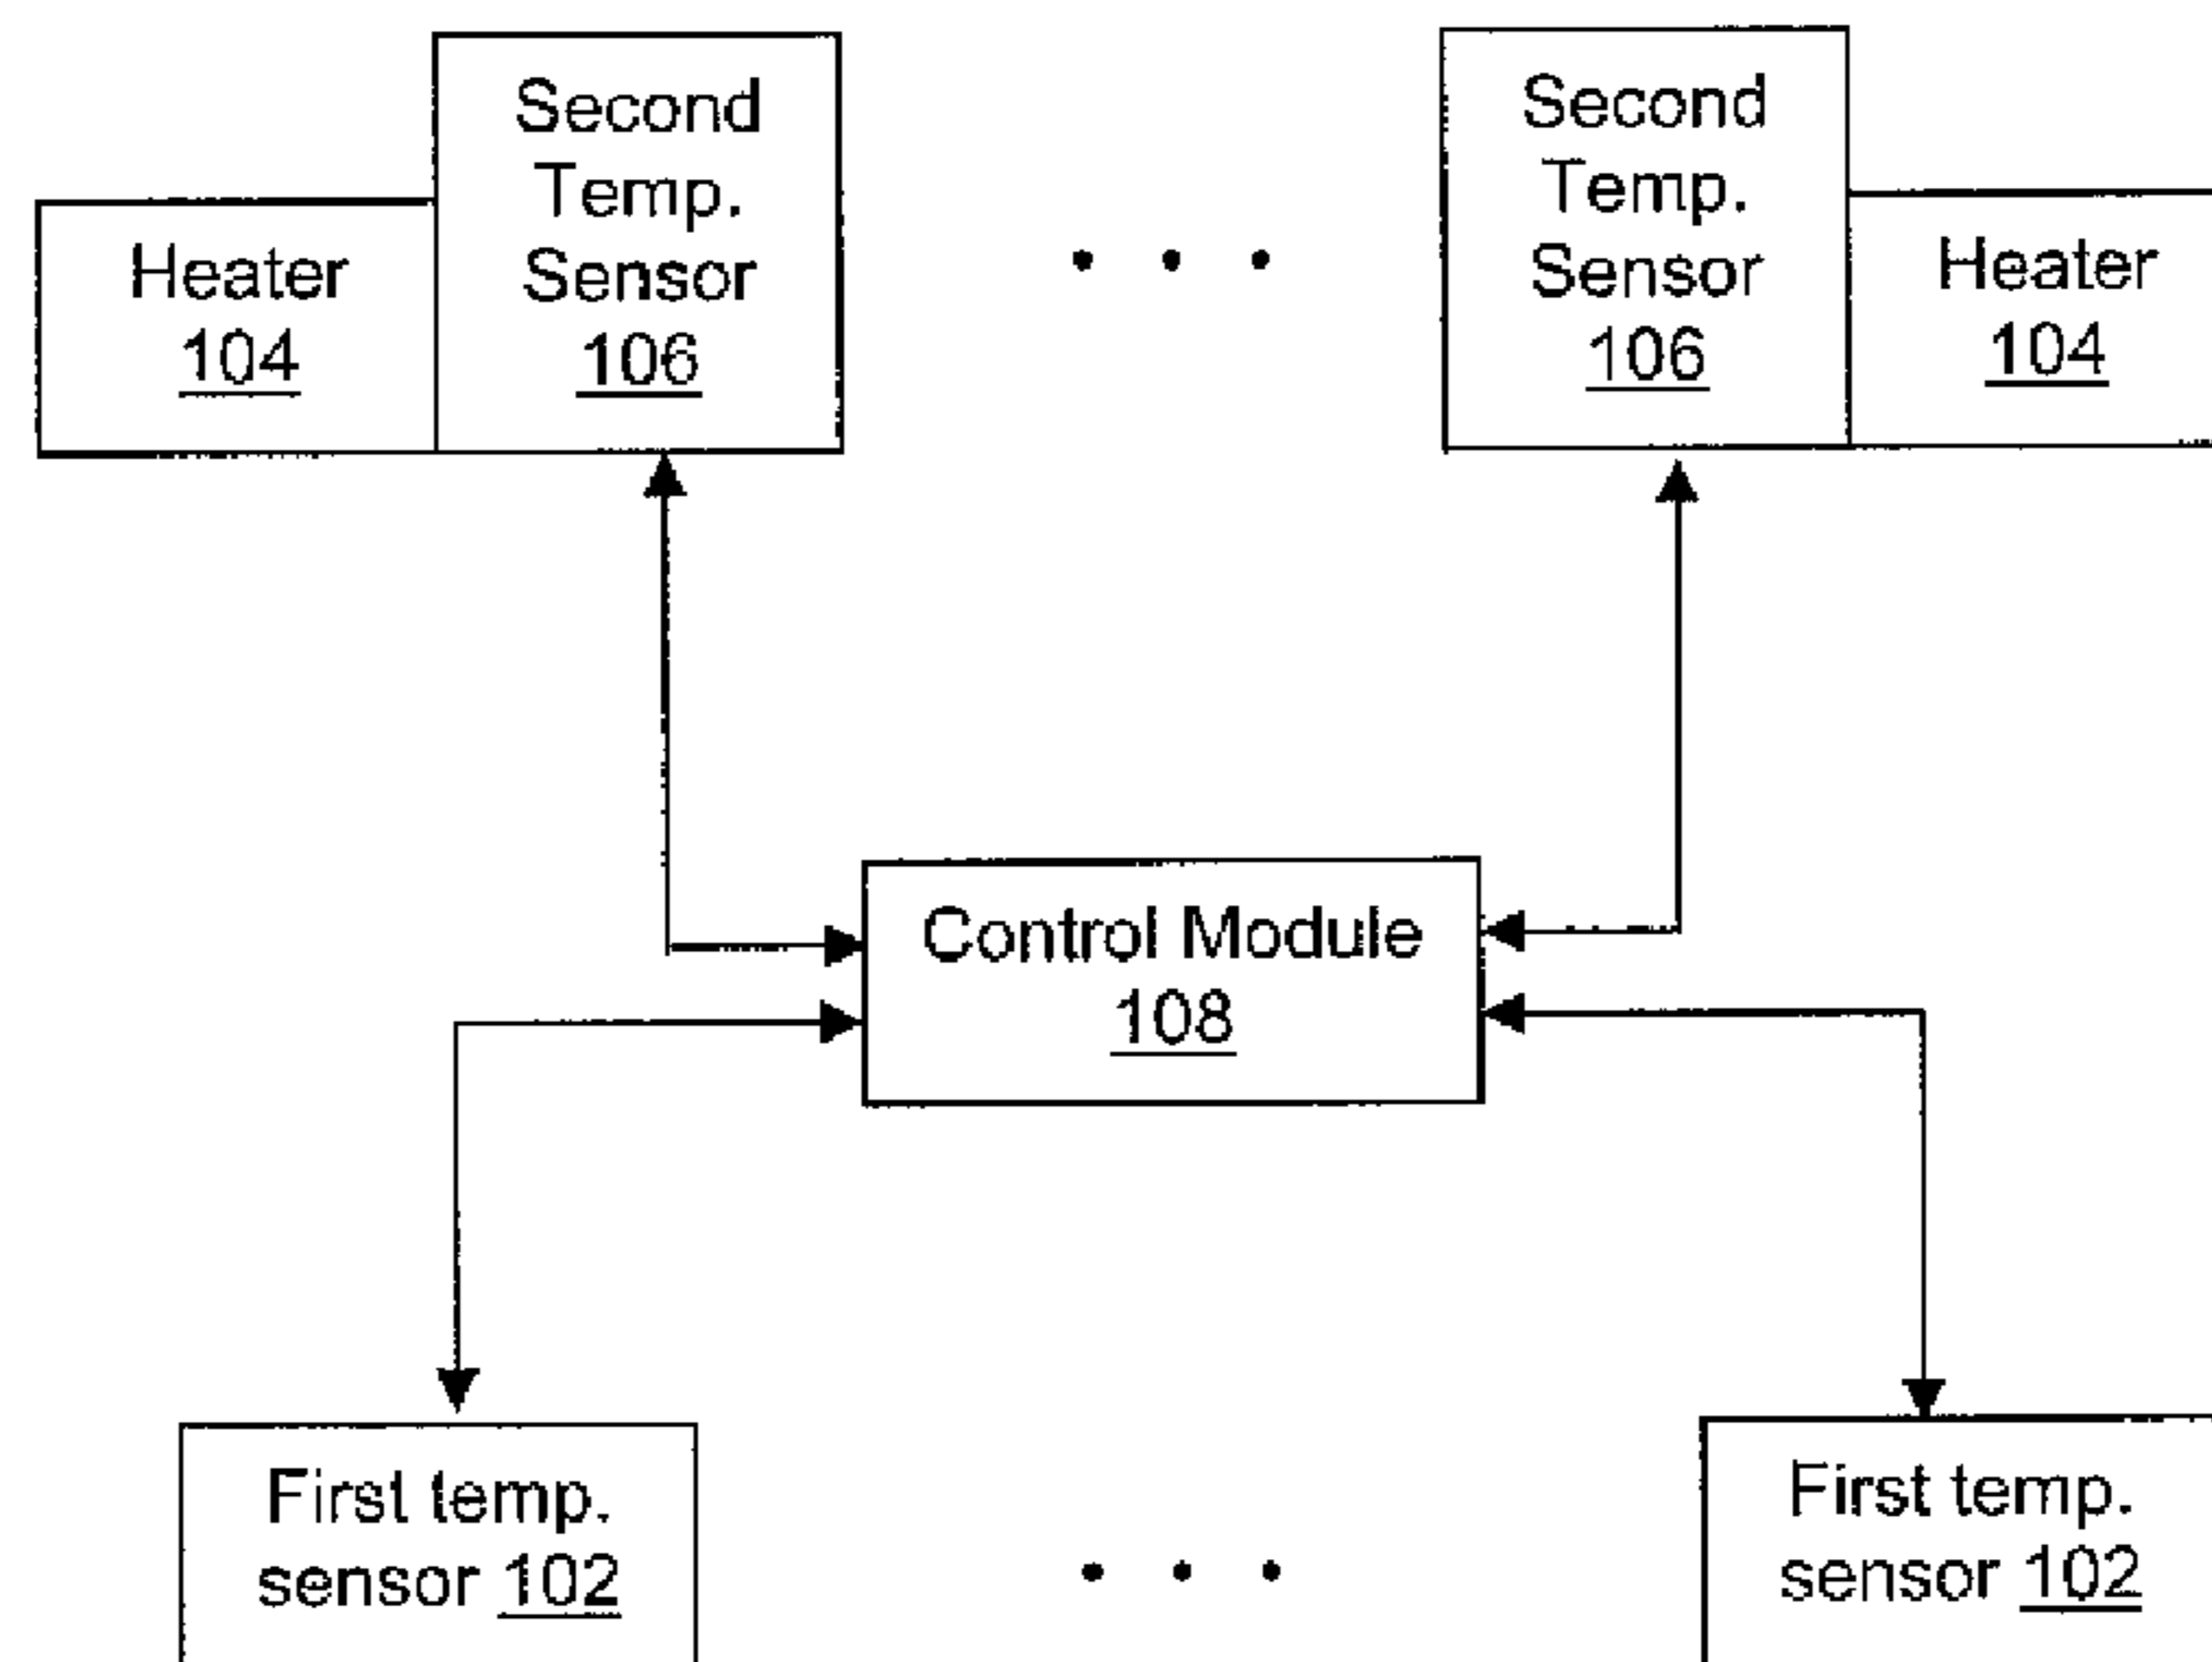 Second
Temp.
Sensor
106
Heater
104
Second
Temp.
Sensor
106
Heater
104
Control Module
108
First temp.
sensor 102
First temp.
sensor 102